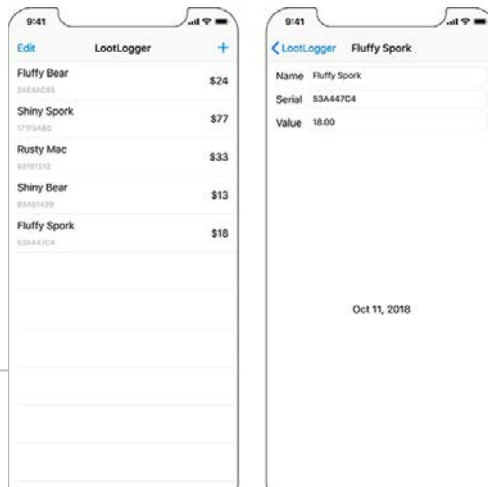 9:41
Edit LootLogger +
Fluffy Bear
$24
Shiny Spork
$77
Rusty Mac
$33
Shiny Bear
$13
Fluffy Spork
53A447C4
$18
9:41
LootLogger Fluffy Spork
Name Fluffy Spork
Serial 53A447C4
Value 18.00
Oct 11, 2018